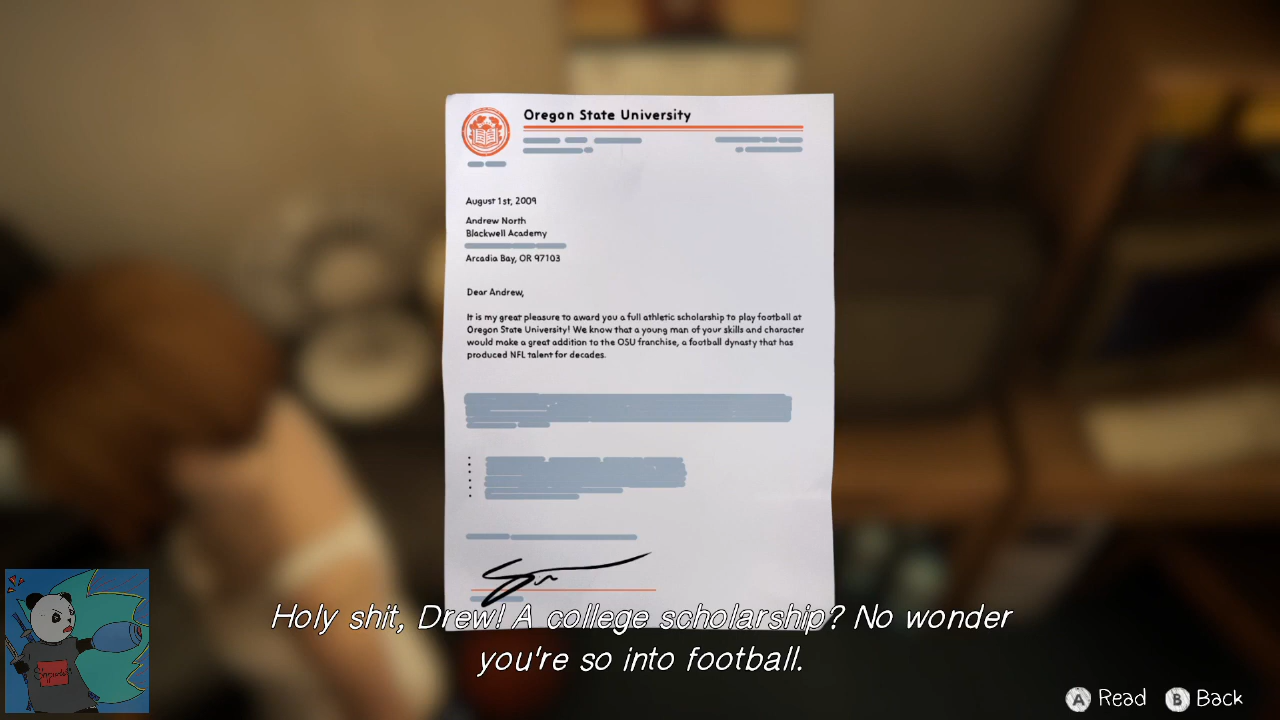 Oregon State University
August 1st, 2009
Andrew North
Blackwell Academy
Arcadia Bay, OR 97103
Dear Andrew,
It is my great pleasure to award you a full athletic scholarship to play football at
Oregon State University! We know that a young man of your skills and character
would make a great addition to the OSU franchise, a football dynasty that has
produced NFL talent for decades.
Holy shit, Drew! A college scholarship? No wonder
you're so into football.
A Read B Back